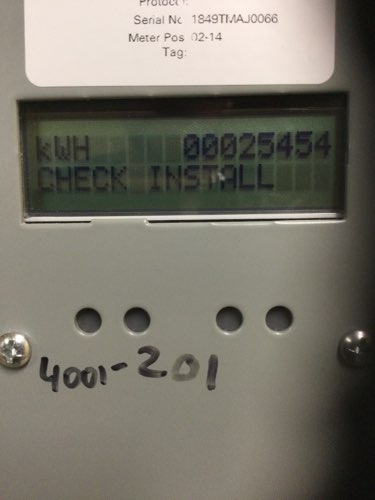 Serial No 1849TMAJ0066
Meter Pos 02-14
Tag:
kWH 00025454
CHECK INSTALL
4001-201